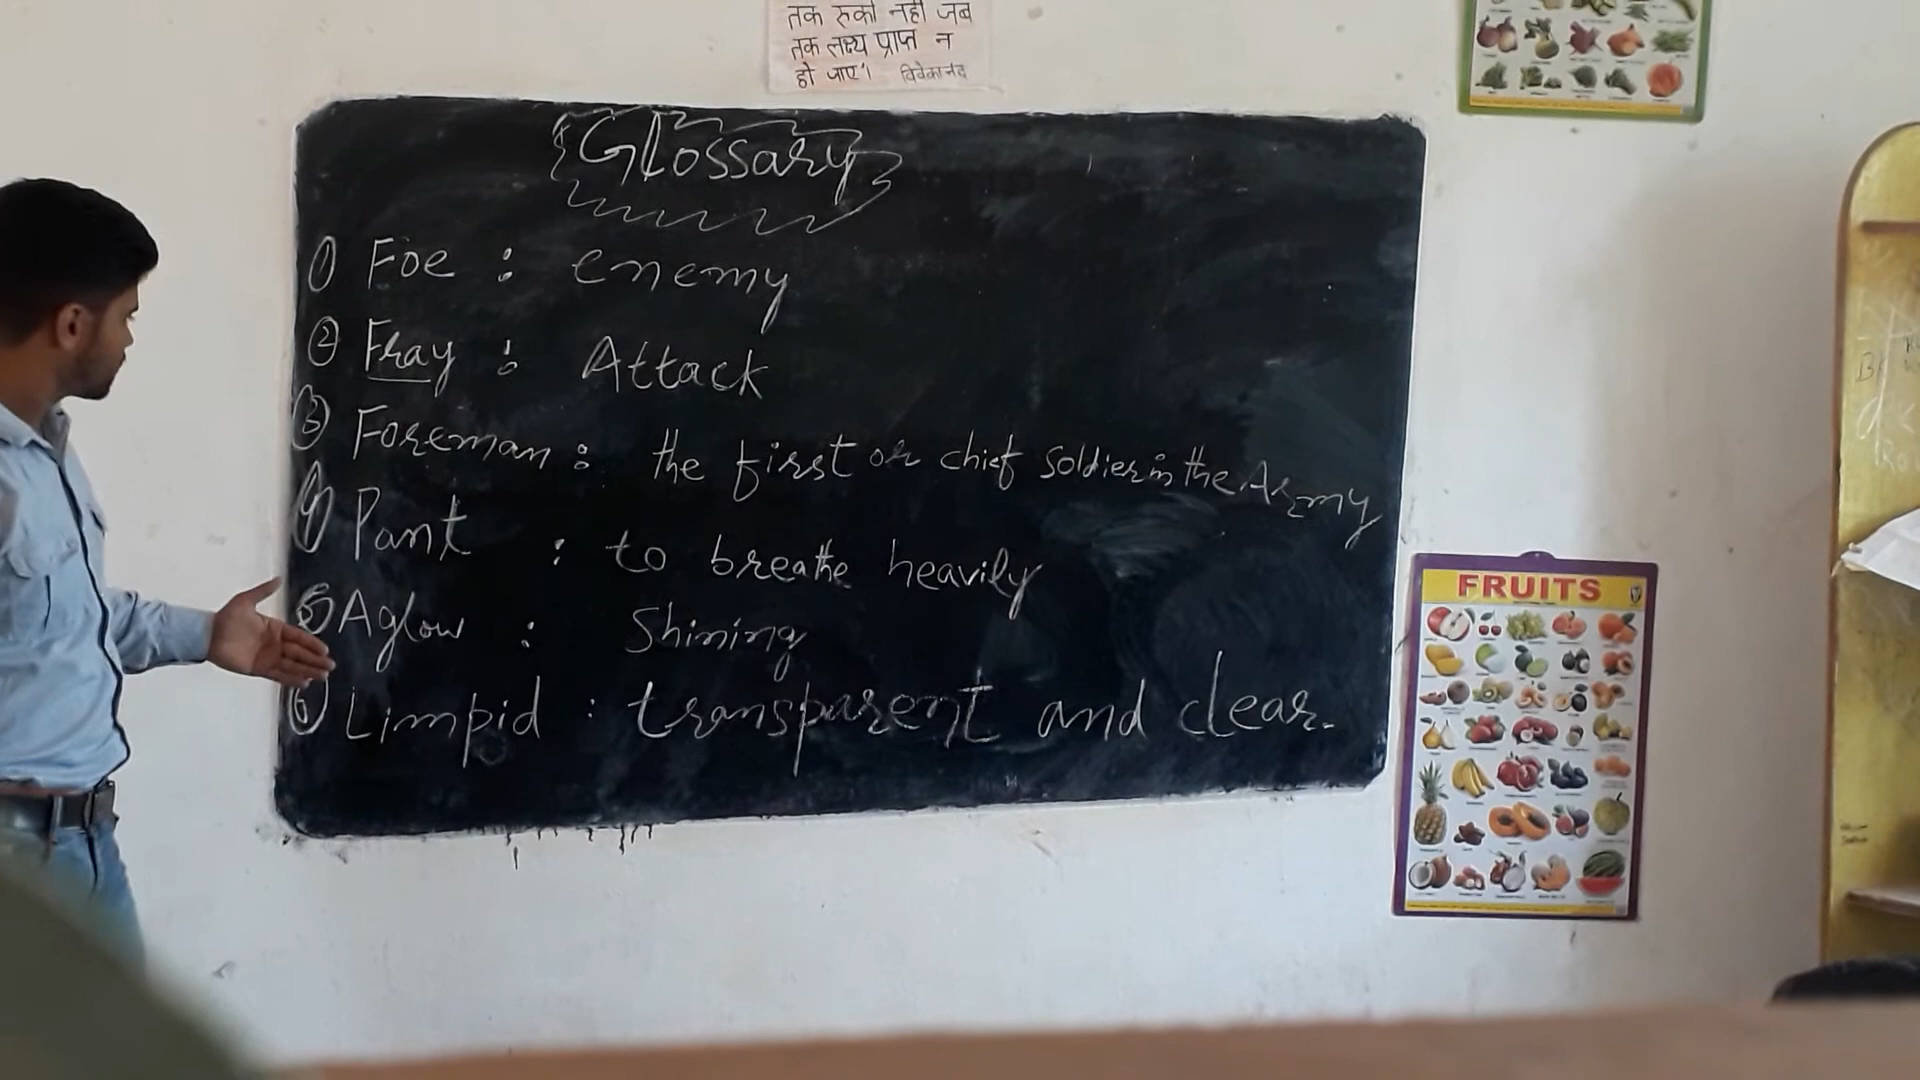 तक रुको नहीं जब
तक लक्ष्य प्राप्त न
हो जाए। विवेकानंद
Glossary
① Foe : enemy
② Fray : Attack
③ Foreman : the first or chief soldier in the Army
④ Pant : to breathe heavily
⑤ Aglow : Shining
⑥ Limpid : transparent and clear.
FRUITS